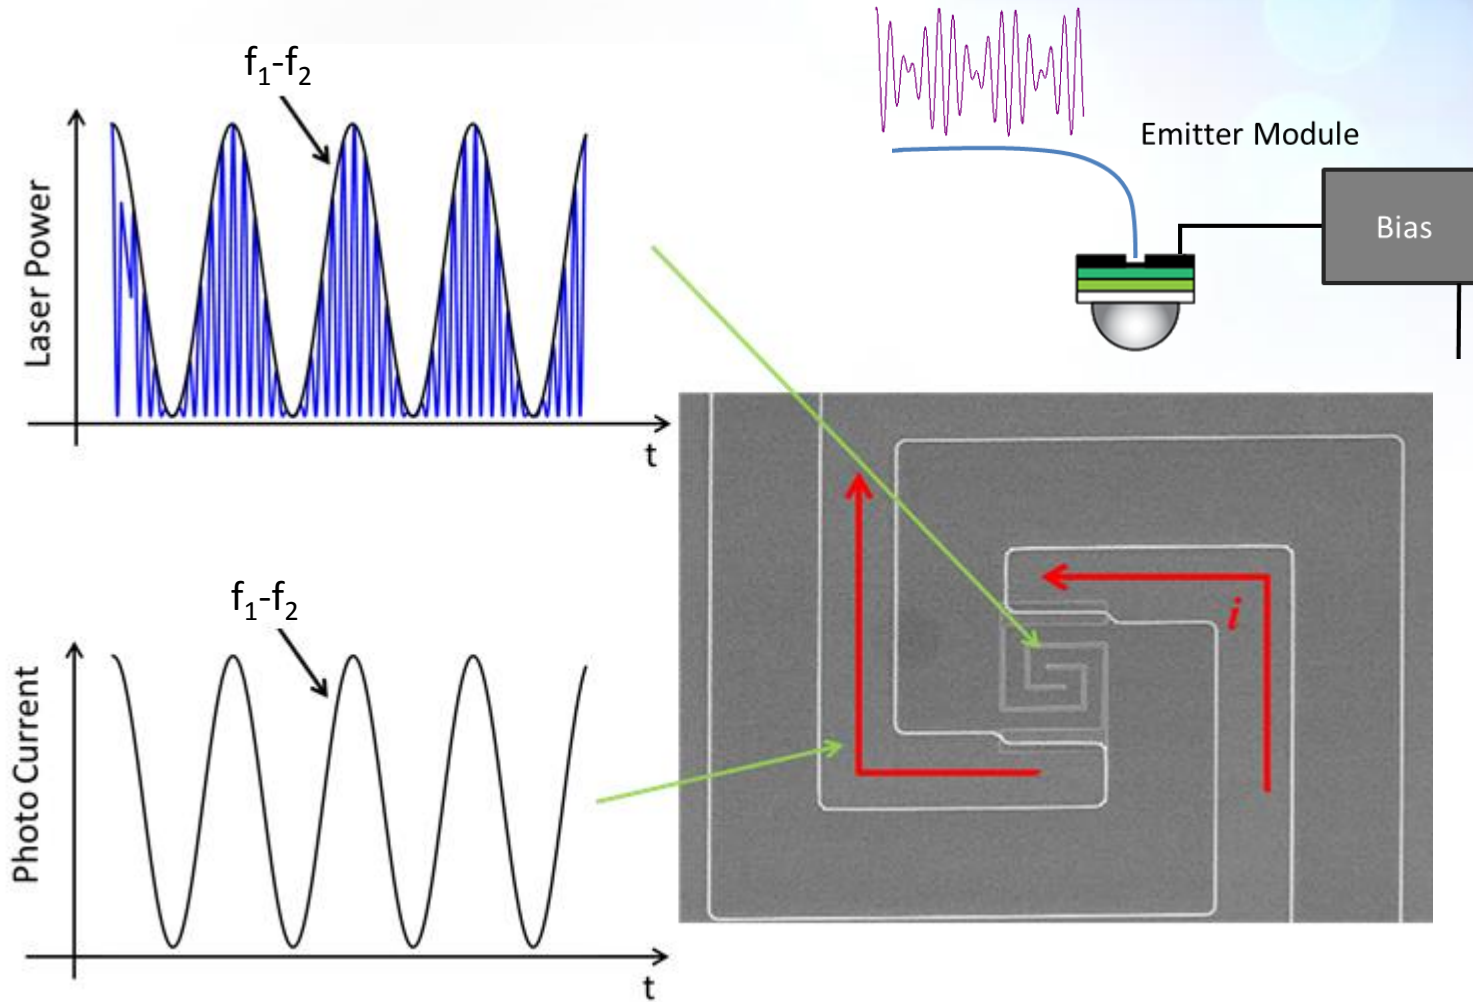 f₁-f₂
Laser Power
t
Emitter Module
Bias
f₁-f₂
Photo Current
t
i